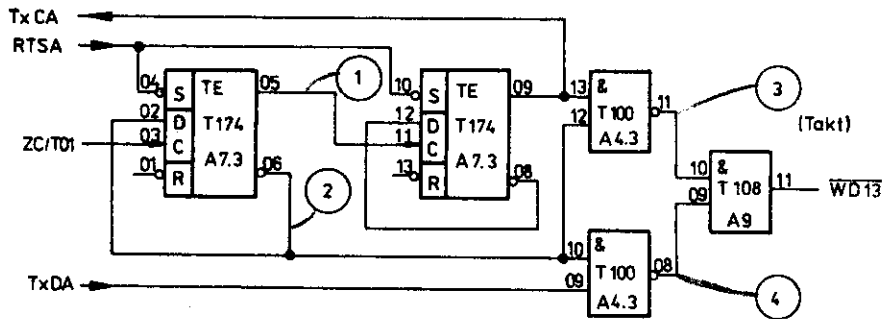 TxCA
RTSA
04 S TE 05
02 D T174
03 C
01 R A7.3 06
ZC/T01
1
2
10 S TE 09
12 D T174
11 C
13 R A7.3 08
13 & 11
12 T100
A4.3
3
(Takt)
10 & 11
09 T108
A9
WD13
10 & 08
09 T100
A4.3
4
TxDA